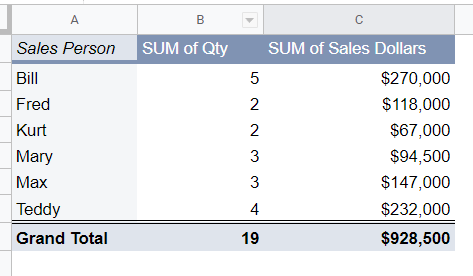 A B C
Sales Person SUM of Qty SUM of Sales Dollars
Bill 5 $270,000
Fred 2 $118,000
Kurt 2 $67,000
Mary 3 $94,500
Max 3 $147,000
Teddy 4 $232,000
Grand Total 19 $928,500